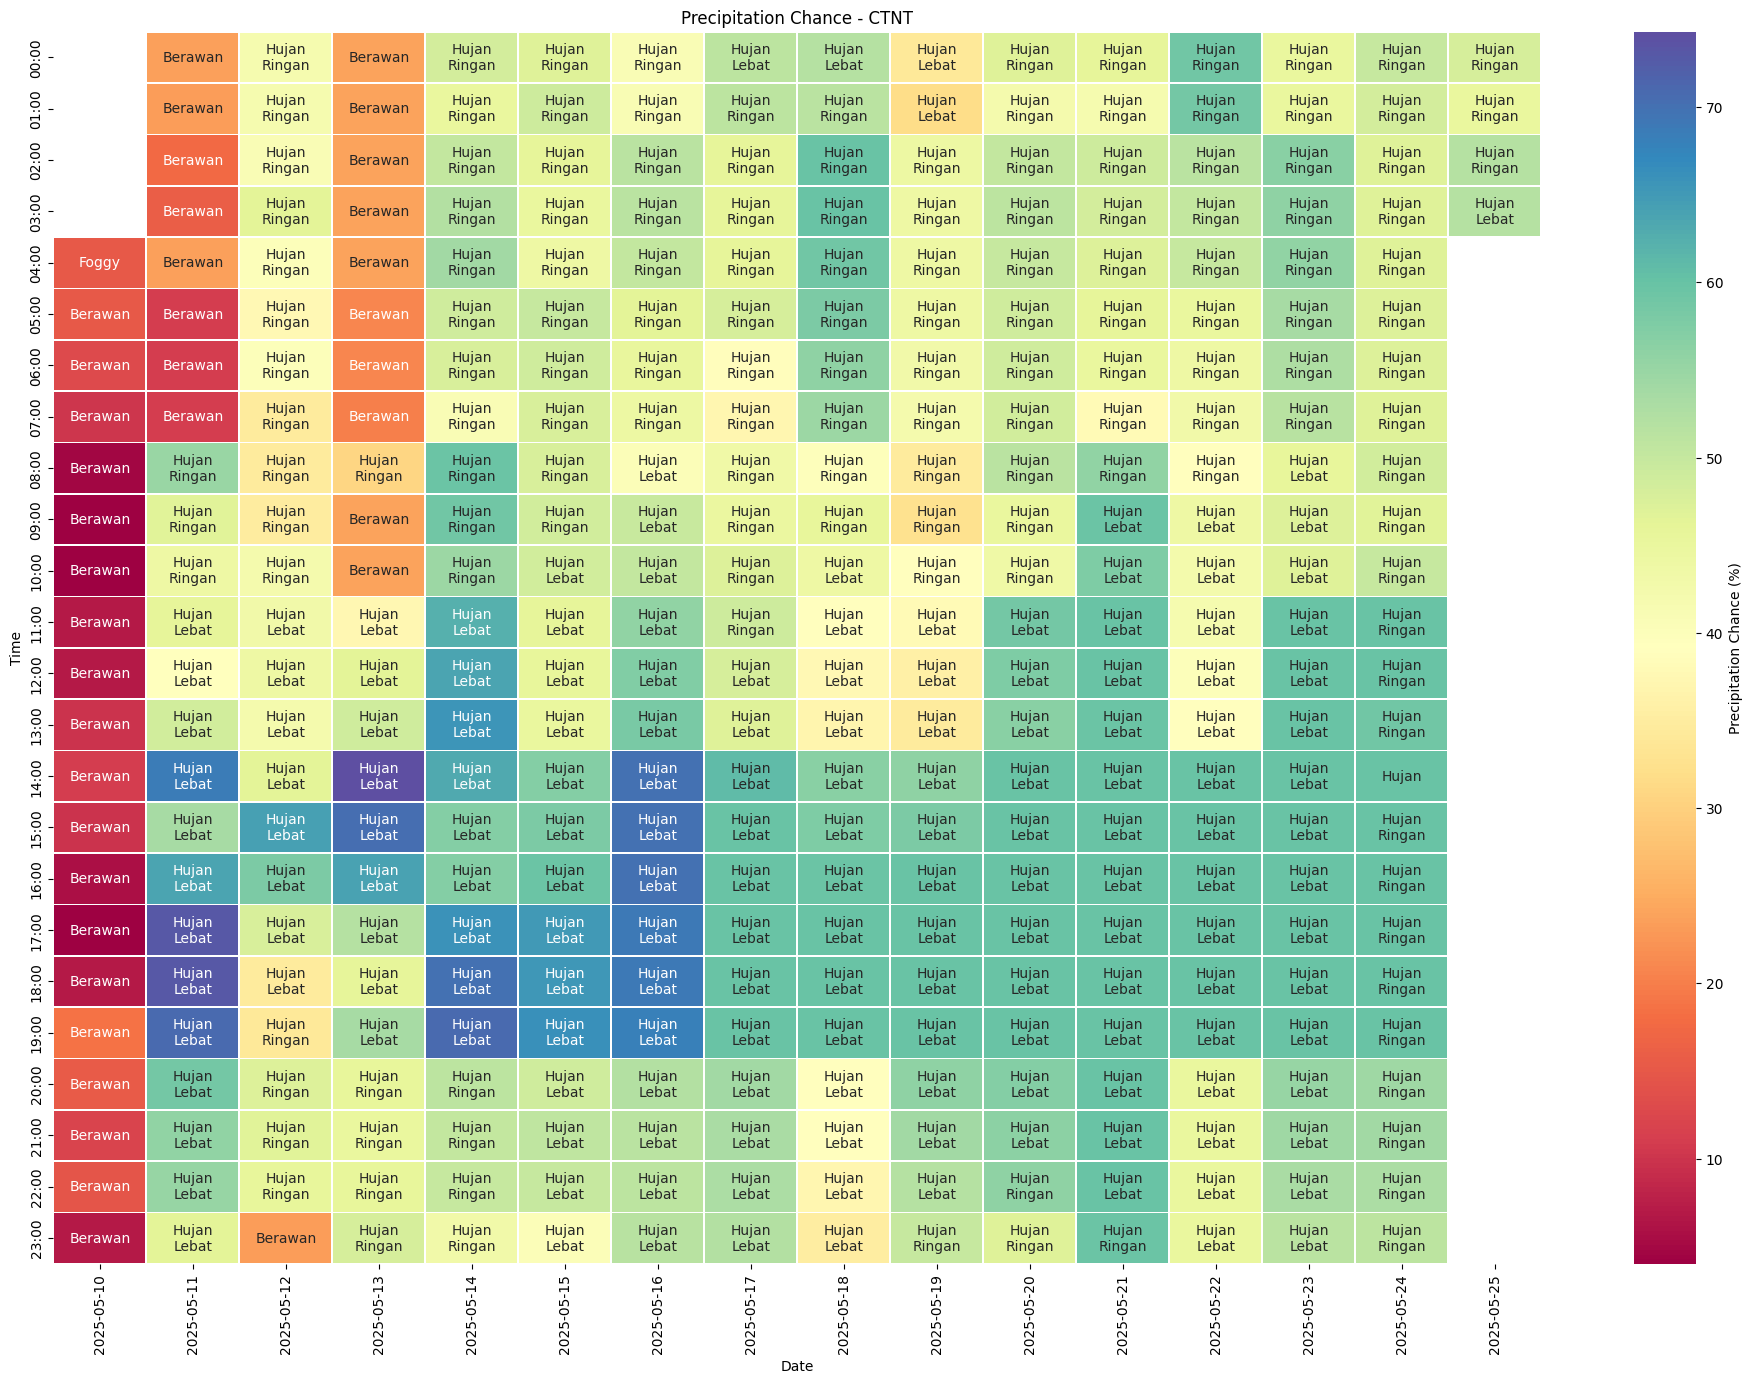 Precipitation Chance - CTNT
00:00 Berawan Hujan Ringan Berawan Hujan Ringan Hujan Ringan Hujan Ringan Hujan Lebat Hujan Lebat Hujan Lebat Hujan Ringan Hujan Ringan Hujan Ringan Hujan Ringan Hujan Ringan Hujan Ringan
01:00 Berawan Hujan Ringan Berawan Hujan Ringan Hujan Ringan Hujan Ringan Hujan Ringan Hujan Ringan Hujan Lebat Hujan Ringan Hujan Ringan Hujan Ringan Hujan Ringan Hujan Ringan Hujan Ringan
02:00 Berawan Hujan Ringan Berawan Hujan Ringan Hujan Ringan Hujan Ringan Hujan Ringan Hujan Ringan Hujan Ringan Hujan Ringan Hujan Ringan Hujan Ringan Hujan Ringan Hujan Ringan Hujan Ringan
03:00 Berawan Hujan Ringan Berawan Hujan Ringan Hujan Ringan Hujan Ringan Hujan Ringan Hujan Ringan Hujan Ringan Hujan Ringan Hujan Ringan Hujan Ringan Hujan Ringan Hujan Ringan Hujan Lebat
04:00 Foggy Berawan Hujan Ringan Berawan Hujan Ringan Hujan Ringan Hujan Ringan Hujan Ringan Hujan Ringan Hujan Ringan Hujan Ringan Hujan Ringan Hujan Ringan Hujan Ringan Hujan Ringan
05:00 Berawan Berawan Hujan Ringan Berawan Hujan Ringan Hujan Ringan Hujan Ringan Hujan Ringan Hujan Ringan Hujan Ringan Hujan Ringan Hujan Ringan Hujan Ringan Hujan Ringan Hujan Ringan
06:00 Berawan Berawan Hujan Ringan Berawan Hujan Ringan Hujan Ringan Hujan Ringan Hujan Ringan Hujan Ringan Hujan Ringan Hujan Ringan Hujan Ringan Hujan Ringan Hujan Ringan Hujan Ringan
07:00 Berawan Berawan Hujan Ringan Berawan Hujan Ringan Hujan Ringan Hujan Ringan Hujan Ringan Hujan Ringan Hujan Ringan Hujan Ringan Hujan Ringan Hujan Ringan Hujan Ringan Hujan Ringan
08:00 Berawan Hujan Ringan Hujan Ringan Hujan Ringan Hujan Ringan Hujan Ringan Hujan Lebat Hujan Ringan Hujan Ringan Hujan Ringan Hujan Ringan Hujan Ringan Hujan Ringan Hujan Lebat Hujan Ringan
09:00 Berawan Hujan Ringan Hujan Ringan Berawan Hujan Ringan Hujan Ringan Hujan Lebat Hujan Ringan Hujan Ringan Hujan Ringan Hujan Ringan Hujan Lebat Hujan Lebat Hujan Lebat Hujan Ringan
10:00 Berawan Hujan Ringan Hujan Ringan Berawan Hujan Ringan Hujan Lebat Hujan Lebat Hujan Ringan Hujan Lebat Hujan Ringan Hujan Ringan Hujan Lebat Hujan Lebat Hujan Lebat Hujan Ringan
11:00 Berawan Hujan Lebat Hujan Lebat Hujan Lebat Hujan Lebat Hujan Lebat Hujan Lebat Hujan Ringan Hujan Lebat Hujan Lebat Hujan Lebat Hujan Lebat Hujan Lebat Hujan Lebat Hujan Ringan
12:00 Berawan Hujan Lebat Hujan Lebat Hujan Lebat Hujan Lebat Hujan Lebat Hujan Lebat Hujan Lebat Hujan Lebat Hujan Lebat Hujan Lebat Hujan Lebat Hujan Lebat Hujan Lebat Hujan Ringan
13:00 Berawan Hujan Lebat Hujan Lebat Hujan Lebat Hujan Lebat Hujan Lebat Hujan Lebat Hujan Lebat Hujan Lebat Hujan Lebat Hujan Lebat Hujan Lebat Hujan Lebat Hujan Lebat Hujan Ringan
14:00 Berawan Hujan Lebat Hujan Lebat Hujan Lebat Hujan Lebat Hujan Lebat Hujan Lebat Hujan Lebat Hujan Lebat Hujan Lebat Hujan Lebat Hujan Lebat Hujan Lebat Hujan Lebat Hujan
15:00 Berawan Hujan Lebat Hujan Lebat Hujan Lebat Hujan Lebat Hujan Lebat Hujan Lebat Hujan Lebat Hujan Lebat Hujan Lebat Hujan Lebat Hujan Lebat Hujan Lebat Hujan Lebat Hujan Ringan
16:00 Berawan Hujan Lebat Hujan Lebat Hujan Lebat Hujan Lebat Hujan Lebat Hujan Lebat Hujan Lebat Hujan Lebat Hujan Lebat Hujan Lebat Hujan Lebat Hujan Lebat Hujan Lebat Hujan Ringan
17:00 Berawan Hujan Lebat Hujan Lebat Hujan Lebat Hujan Lebat Hujan Lebat Hujan Lebat Hujan Lebat Hujan Lebat Hujan Lebat Hujan Lebat Hujan Lebat Hujan Lebat Hujan Lebat Hujan Ringan
18:00 Berawan Hujan Lebat Hujan Lebat Hujan Lebat Hujan Lebat Hujan Lebat Hujan Lebat Hujan Lebat Hujan Lebat Hujan Lebat Hujan Lebat Hujan Lebat Hujan Lebat Hujan Lebat Hujan Ringan
19:00 Berawan Hujan Lebat Hujan Ringan Hujan Lebat Hujan Lebat Hujan Lebat Hujan Lebat Hujan Lebat Hujan Lebat Hujan Lebat Hujan Lebat Hujan Lebat Hujan Lebat Hujan Lebat Hujan Ringan
20:00 Berawan Hujan Lebat Hujan Ringan Hujan Ringan Hujan Ringan Hujan Lebat Hujan Lebat Hujan Lebat Hujan Lebat Hujan Lebat Hujan Lebat Hujan Lebat Hujan Lebat Hujan Lebat Hujan Ringan
21:00 Berawan Hujan Lebat Hujan Ringan Hujan Ringan Hujan Ringan Hujan Lebat Hujan Lebat Hujan Lebat Hujan Lebat Hujan Lebat Hujan Lebat Hujan Lebat Hujan Lebat Hujan Lebat Hujan Ringan
22:00 Berawan Hujan Lebat Hujan Ringan Hujan Ringan Hujan Ringan Hujan Lebat Hujan Lebat Hujan Lebat Hujan Lebat Hujan Lebat Hujan Ringan Hujan Lebat Hujan Lebat Hujan Lebat Hujan Ringan
23:00 Berawan Hujan Lebat Berawan Hujan Ringan Hujan Ringan Hujan Lebat Hujan Lebat Hujan Lebat Hujan Lebat Hujan Ringan Hujan Ringan Hujan Ringan Hujan Lebat Hujan Lebat Hujan Ringan
Time
2025-05-10 2025-05-11 2025-05-12 2025-05-13 2025-05-14 2025-05-15 2025-05-16 2025-05-17 2025-05-18 2025-05-19 2025-05-20 2025-05-21 2025-05-22 2025-05-23 2025-05-24 2025-05-25
Date
70
60
50
40
30
20
10
Precipitation Chance (%)